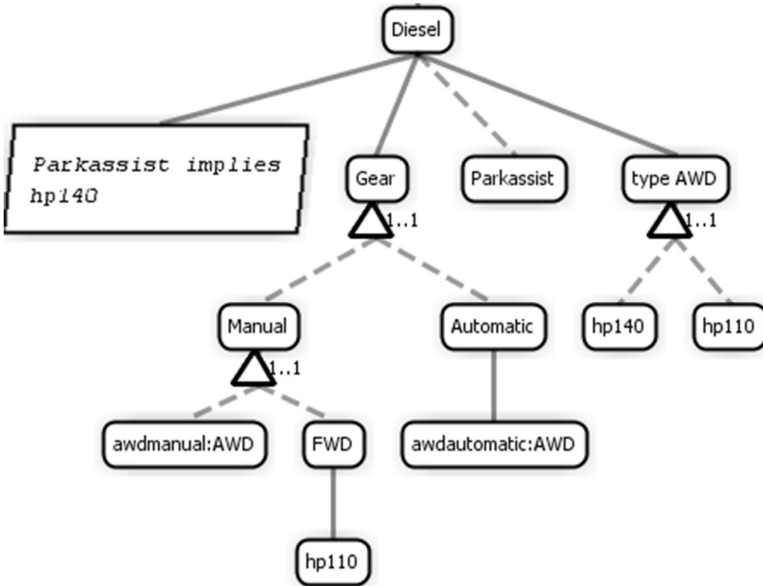 Diesel
Parkassist implies
hp140
Gear
Parkassist
type AWD
1..1
1..1
Manual
Automatic
hp140
hp110
1..1
awdmanual:AWD
FWD
awdautomatic:AWD
hp110